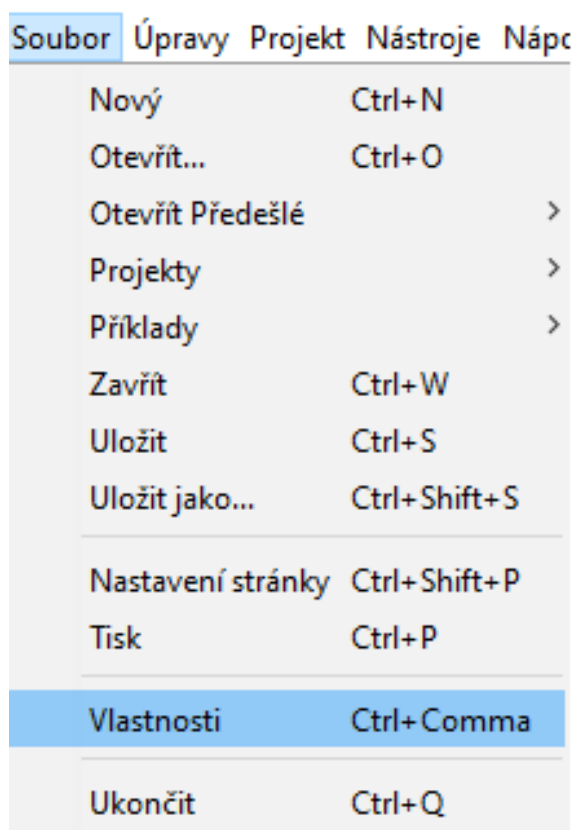 Soubor Úpravy Projekt Nástroje Nápo
Nový Ctrl+N
Otevřít... Ctrl+O
Otevřít Předešlé
Projekty
Příklady
Zavřít Ctrl+W
Uložit Ctrl+S
Uložit jako... Ctrl+Shift+S
Nastavení stránky Ctrl+Shift+P
Tisk Ctrl+P
Vlastnosti Ctrl+Comma
Ukončit Ctrl+Q